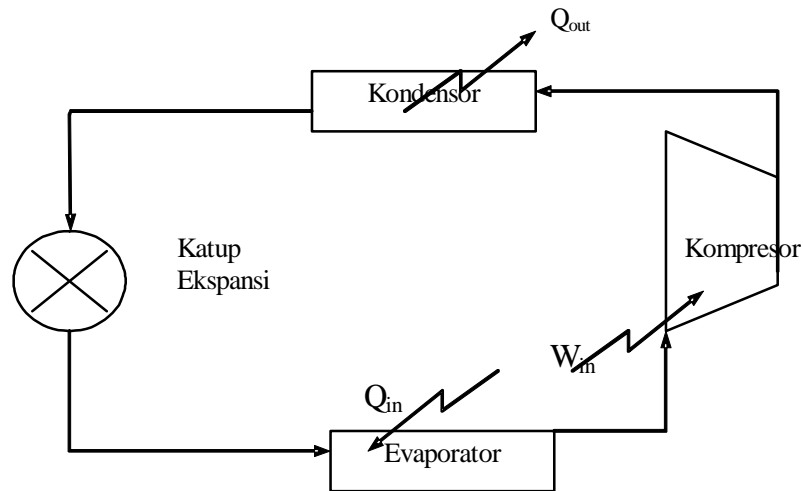 Qout
Kondensor
Katup
Ekspansi
Kompresor
Win
Qin
Evaporator